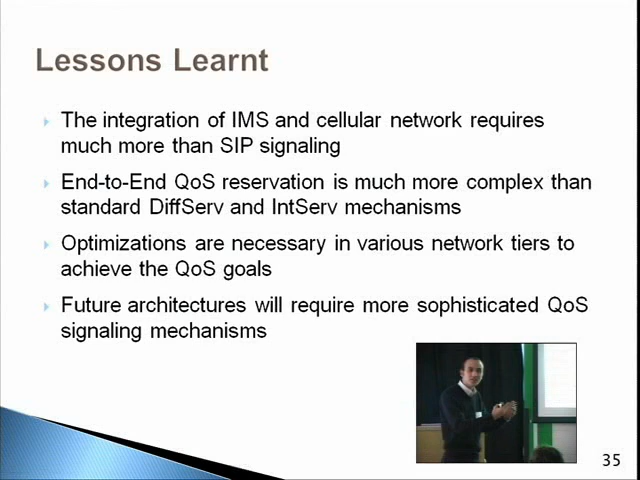 Lessons Learnt
The integration of IMS and cellular network requires
much more than SIP signaling
End-to-End QoS reservation is much more complex than
standard DiffServ and IntServ mechanisms
Optimizations are necessary in various network tiers to
achieve the QoS goals
Future architectures will require more sophisticated QoS
signaling mechanisms
35